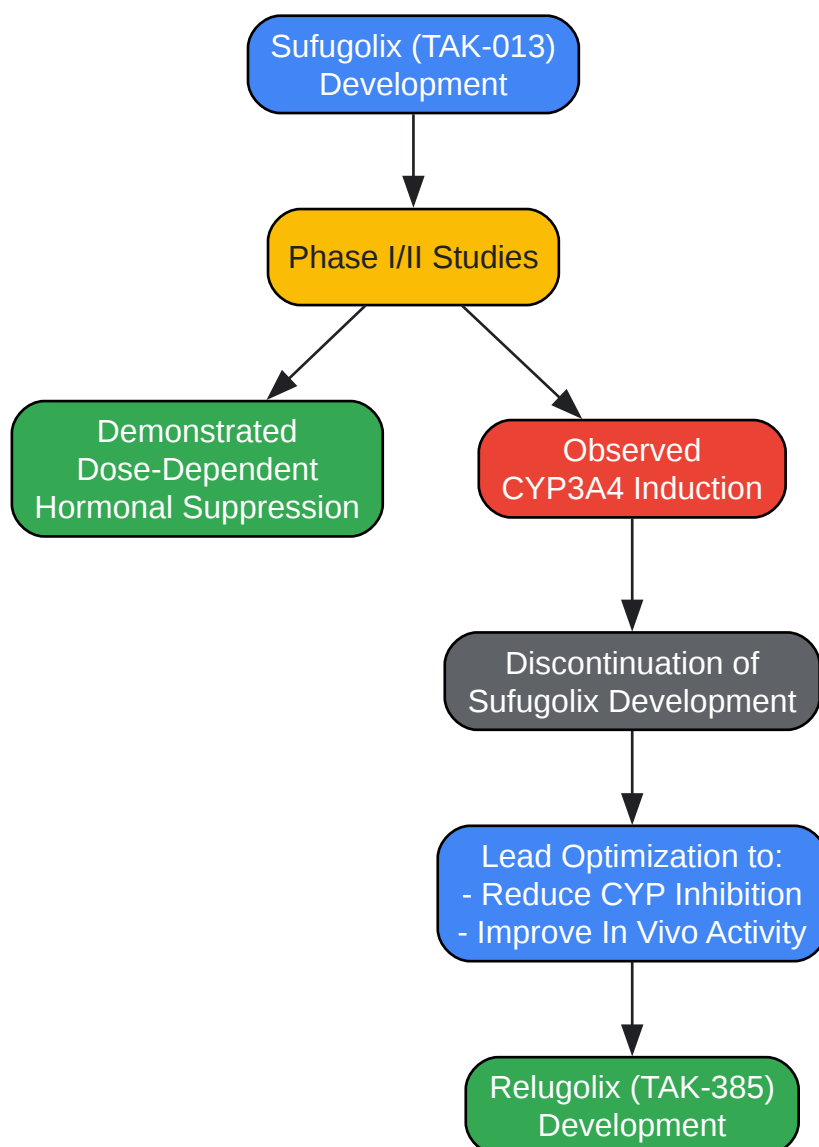 Sufugolix (TAK-013)
Development
Phase I/II Studies
Demonstrated
Dose-Dependent
Hormonal Suppression
Observed
CYP3A4 Induction
Discontinuation of
Sufugolix Development
Lead Optimization to:
- Reduce CYP Inhibition
- Improve In Vivo Activity
Relugolix (TAK-385)
Development